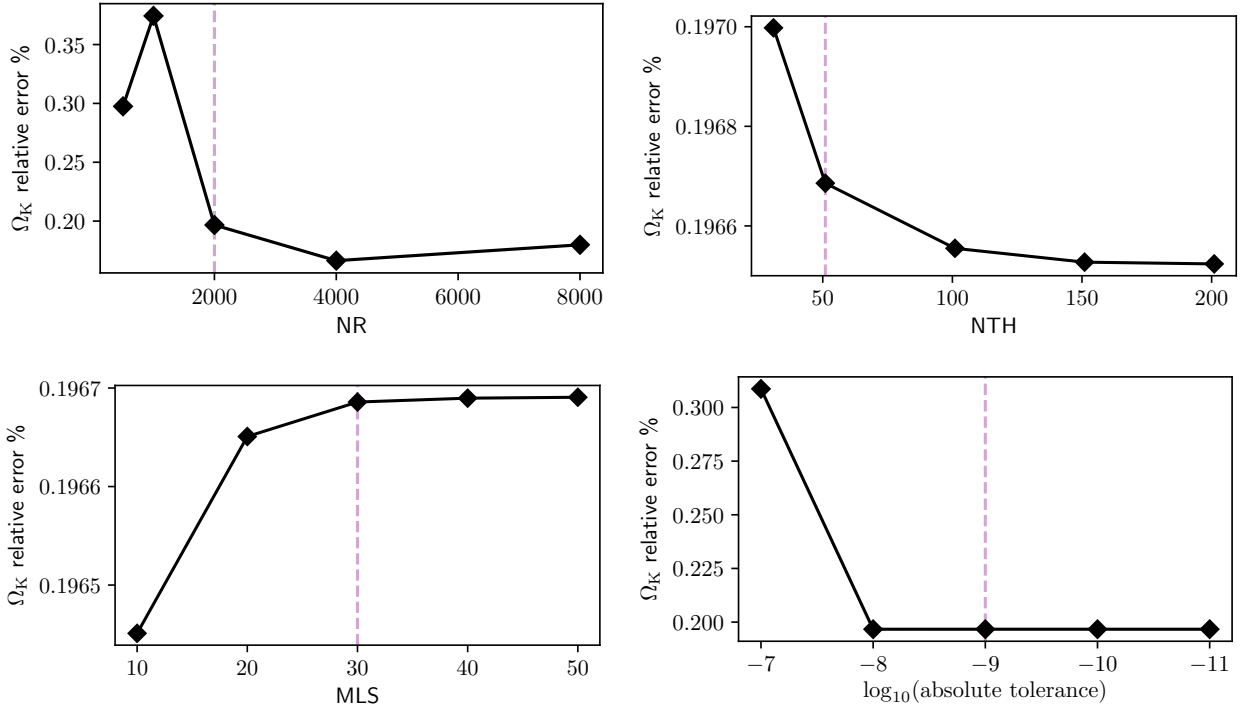 Ω_K relative error %
0.35
0.30
0.25
0.20
2000 4000 6000 8000
NR
Ω_K relative error %
0.1970
0.1968
0.1966
50 100 150 200
NTH
Ω_K relative error %
0.1967
0.1966
0.1965
10 20 30 40 50
MLS
Ω_K relative error %
0.300
0.275
0.250
0.225
0.200
−7 −8 −9 −10 −11
log₁₀(absolute tolerance)